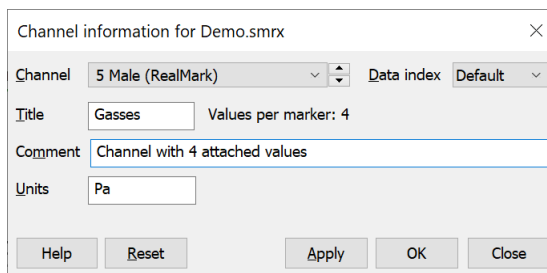 Channel information for Demo.smrx
Channel 5 Male (RealMark) Data index Default
Title Gasses Values per marker: 4
Comment Channel with 4 attached values
Units Pa
Help Reset Apply OK Close